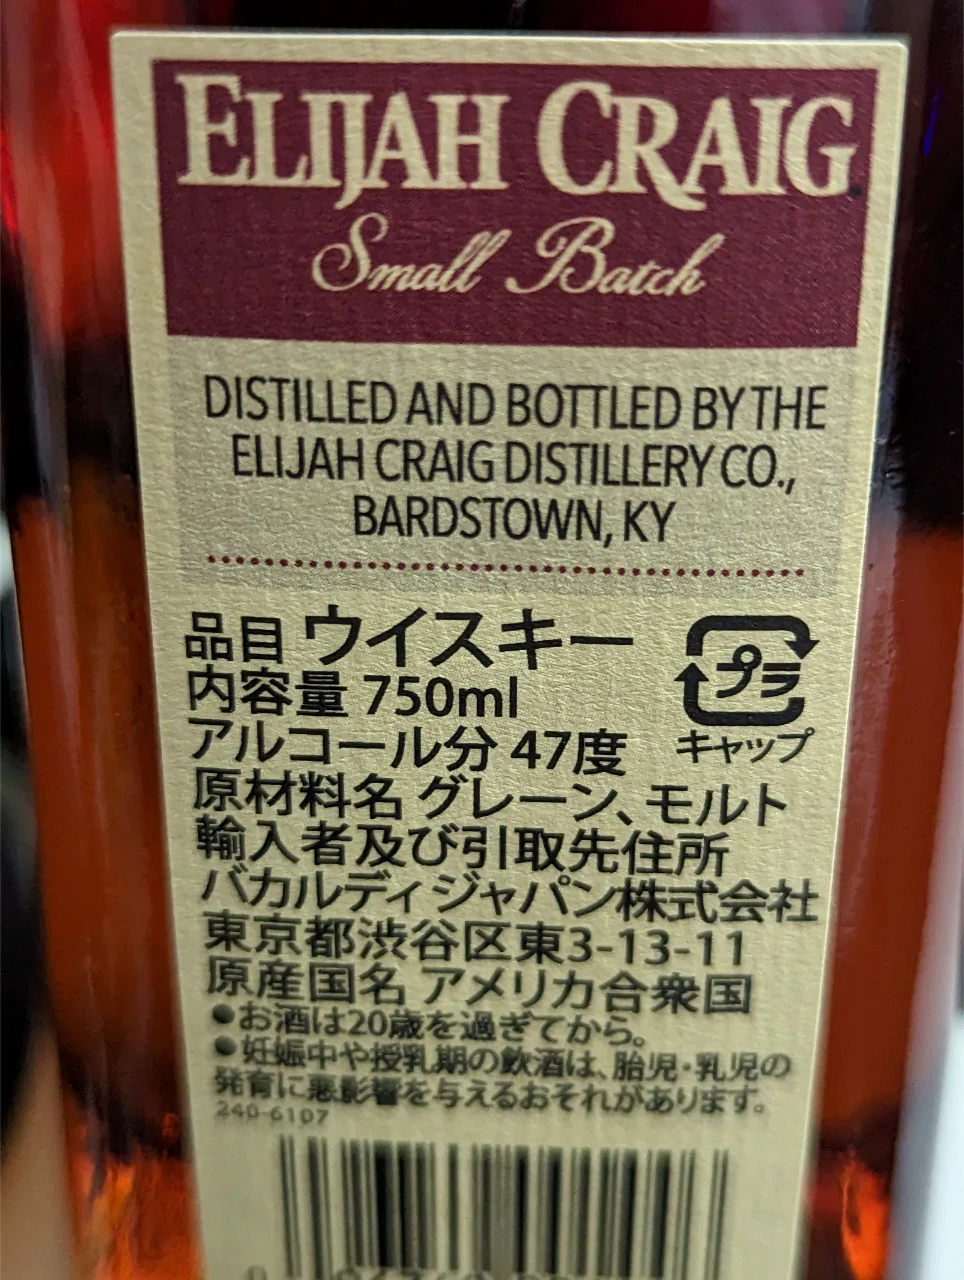 ELIJAH CRAIG
Small Batch
DISTILLED AND BOTTLED BY THE
ELIJAH CRAIG DISTILLERY CO.,
BARDSTOWN, KY
品目 ウイスキー
内容量 750ml
プラ
アルコール分 47度
キャップ
原材料名 グレーン、モルト
輸入者及び引取先住所
バカルディ ジャパン株式会社
東京都渋谷区東3-13-11
原産国名 アメリカ合衆国
●お酒は20歳を過ぎてから。
●妊娠中や授乳期の飲酒は、胎児・乳児の
発育に悪影響を与えるおそれがあります。
240-6107